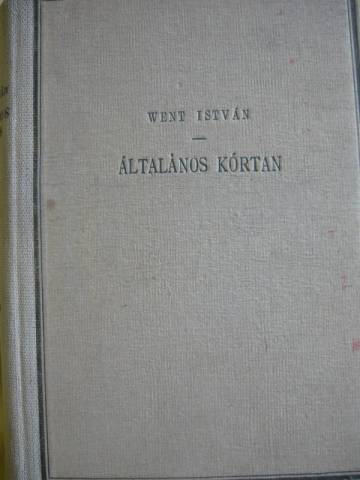 WENT ISTVÁN
ÁLTALÁNOS KÓRTAN